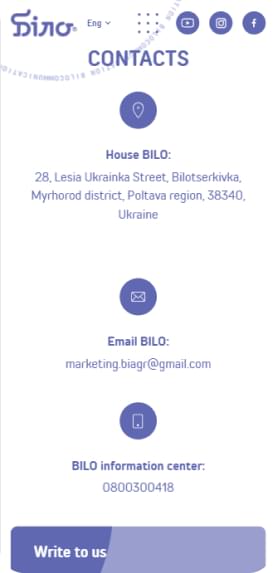 Біло
Eng
CONTACTS
House BILO:
28, Lesia Ukrainka Street, Bilotserkivka,
Myrhorod district, Poltava region, 38340,
Ukraine
Email BILO:
marketing.biagr@gmail.com
BILO information center:
0800300418
Write to us